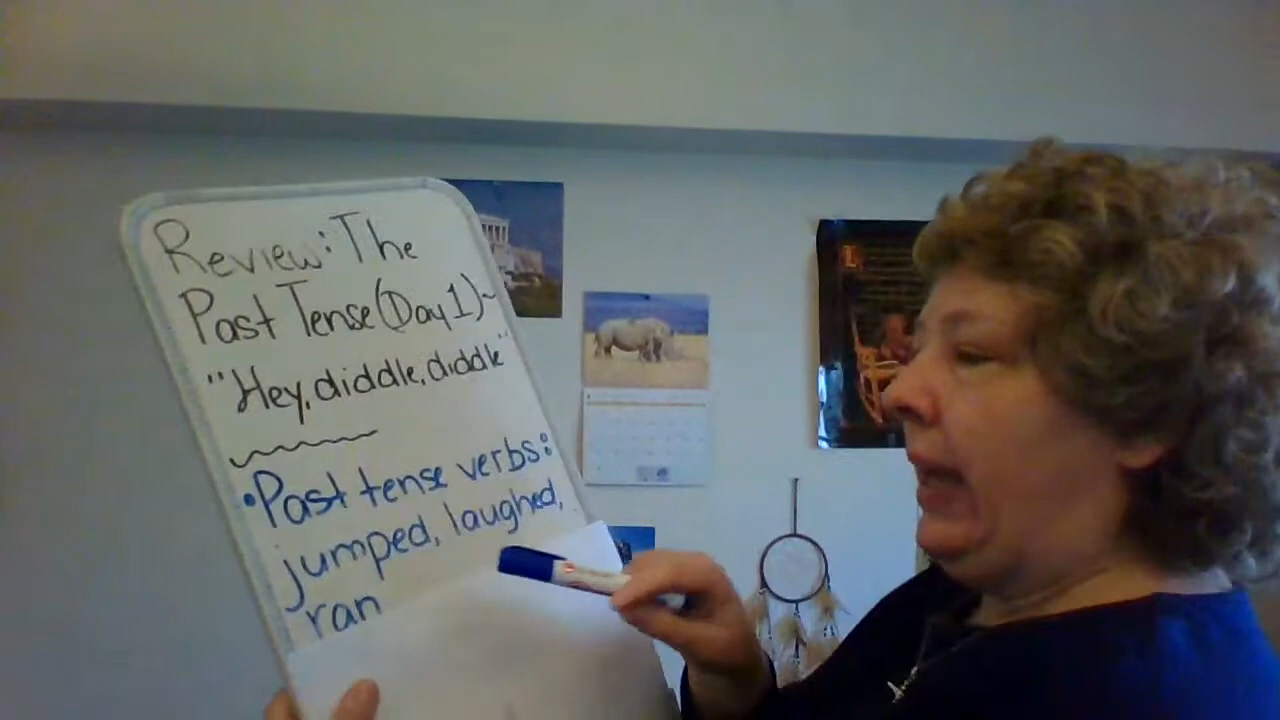 Review: The
Past Tense (Day 1)~
"Hey, diddle, diddle"
• Past tense verbs:
jumped, laughed,
ran